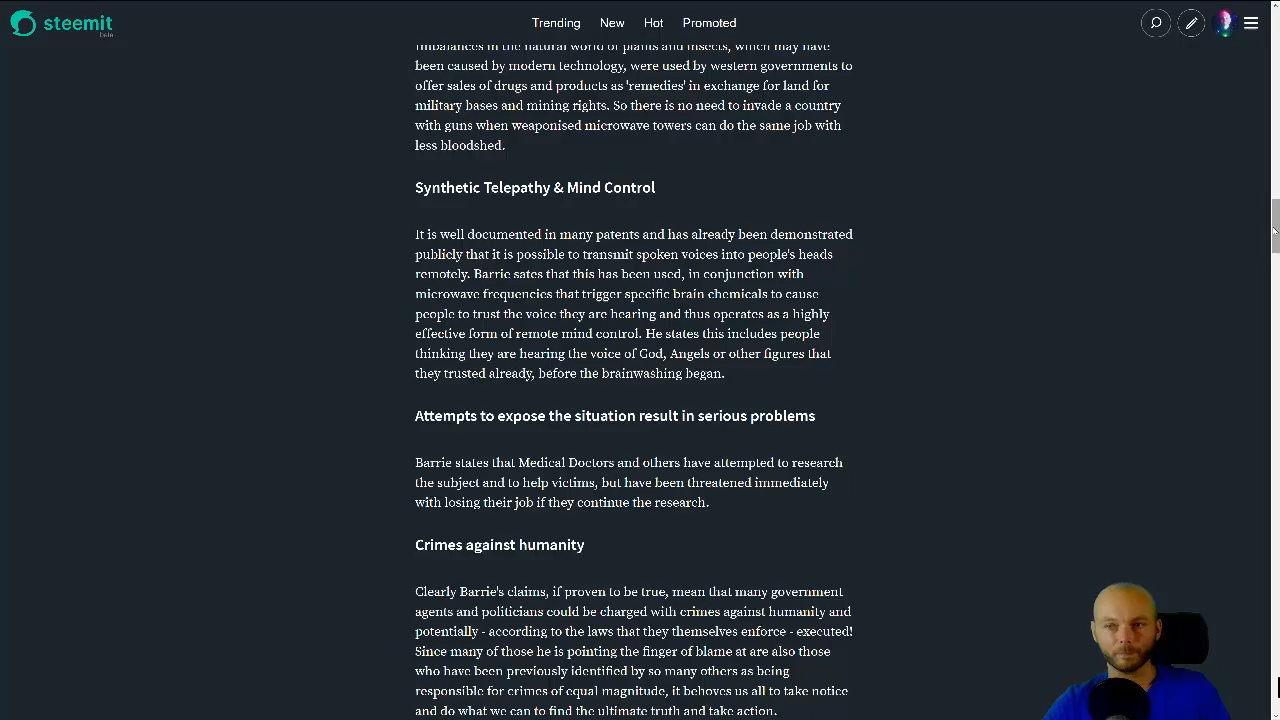 steemit
beta
Trending New Hot Promoted
imbalances in the natural world of plants and insects, which may have
been caused by modern technology, were used by western governments to
offer sales of drugs and products as 'remedies' in exchange for land for
military bases and mining rights. So there is no need to invade a country
with guns when weaponised microwave towers can do the same job with
less bloodshed.
Synthetic Telepathy & Mind Control
It is well documented in many patents and has already been demonstrated
publicly that it is possible to transmit spoken voices into people's heads
remotely. Barrie sates that this has been used, in conjunction with
microwave frequencies that trigger specific brain chemicals to cause
people to trust the voice they are hearing and thus operates as a highly
effective form of remote mind control. He states this includes people
thinking they are hearing the voice of God, Angels or other figures that
they trusted already, before the brainwashing began.
Attempts to expose the situation result in serious problems
Barrie states that Medical Doctors and others have attempted to research
the subject and to help victims, but have been threatened immediately
with losing their job if they continue the research.
Crimes against humanity
Clearly Barrie's claims, if proven to be true, mean that many government
agents and politicians could be charged with crimes against humanity and
potentially - according to the laws that they themselves enforce - executed!
Since many of those he is pointing the finger of blame at are also those
who have been previously identified by so many others as being
responsible for crimes of equal magnitude, it behoves us all to take notice
and do what we can to find the ultimate truth and take action.